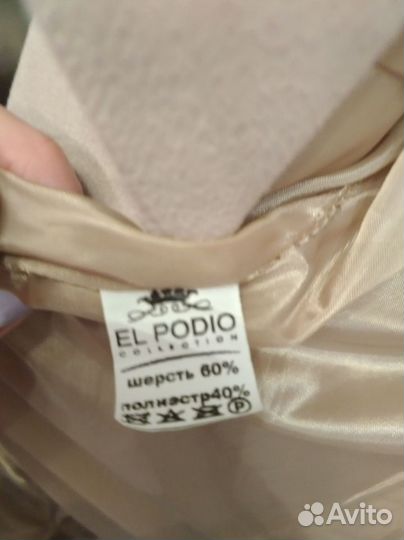 EL PODIO
COLLECTION
шерсть 60%
полиэстр40%
P
Avito